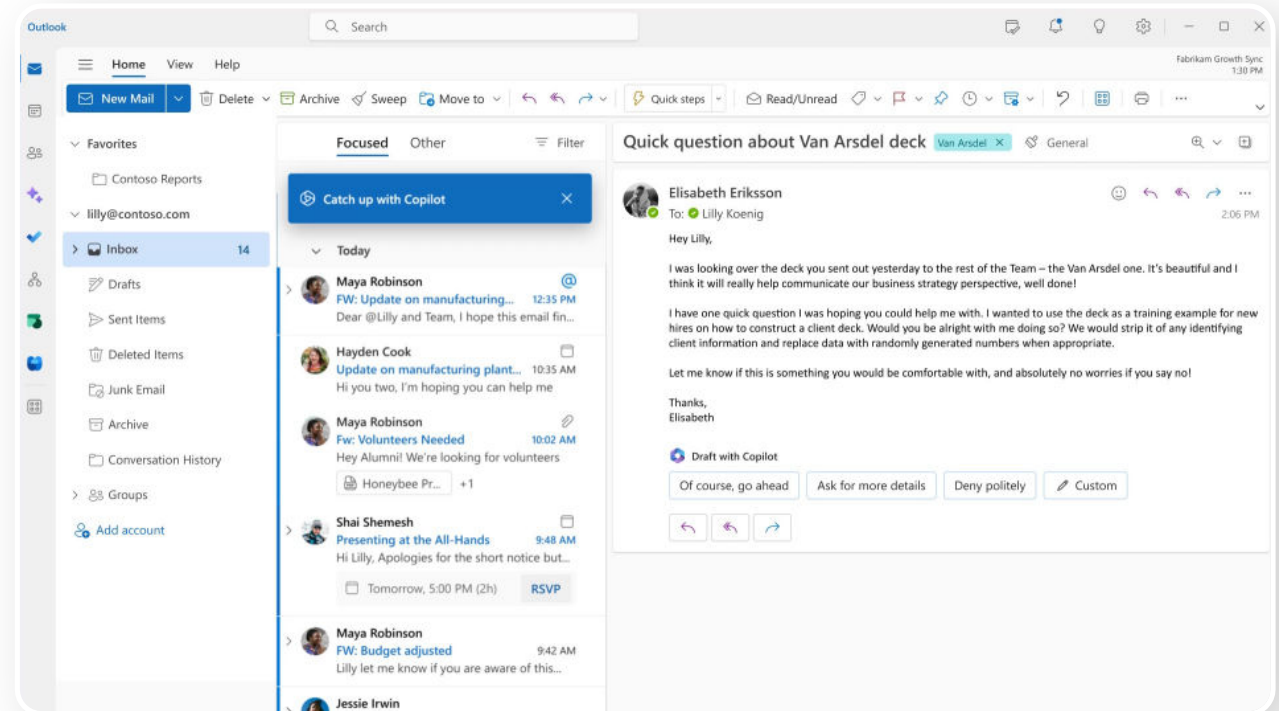 Outlook
Search
Home View Help
Fabrikam Growth Sync
1:30 PM
New Mail Delete Archive Sweep Move to Quick steps Read/Unread
Favorites
Contoso Reports
lilly@contoso.com
Inbox 14
Drafts
Sent Items
Deleted Items
Junk Email
Archive
Conversation History
Groups
Add account
Focused Other Filter
Catch up with Copilot
Today
Maya Robinson
FW: Update on manufacturing... 12:35 PM
Dear @Lilly and Team, I hope this email fin...
Hayden Cook
Update on manufacturing plant... 10:35 AM
Hi you two, I'm hoping you can help me
Maya Robinson
Fw: Volunteers Needed 10:02 AM
Hey Alumni! We're looking for volunteers
Honeybee Pr... +1
Shai Shemesh
Presenting at the All-Hands 9:48 AM
Hi Lilly, Apologies for the short notice but...
Tomorrow, 5:00 PM (2h) RSVP
Maya Robinson
FW: Budget adjusted 9:42 AM
Lilly let me know if you are aware of this...
Jessie Irwin
Quick question about Van Arsdel deck Van Arsdel General
Elisabeth Eriksson
To: Lilly Koenig 2:06 PM
Hey Lilly,
I was looking over the deck you sent out yesterday to the rest of the Team – the Van Arsdel one. It's beautiful and I
think it will really help communicate our business strategy perspective, well done!
I have one quick question I was hoping you could help me with. I wanted to use the deck as a training example for new
hires on how to construct a client deck. Would you be alright with me doing so? We would strip it of any identifying
client information and replace data with randomly generated numbers when appropriate.
Let me know if this is something you would be comfortable with, and absolutely no worries if you say no!
Thanks,
Elisabeth
Draft with Copilot
Of course, go ahead Ask for more details Deny politely Custom